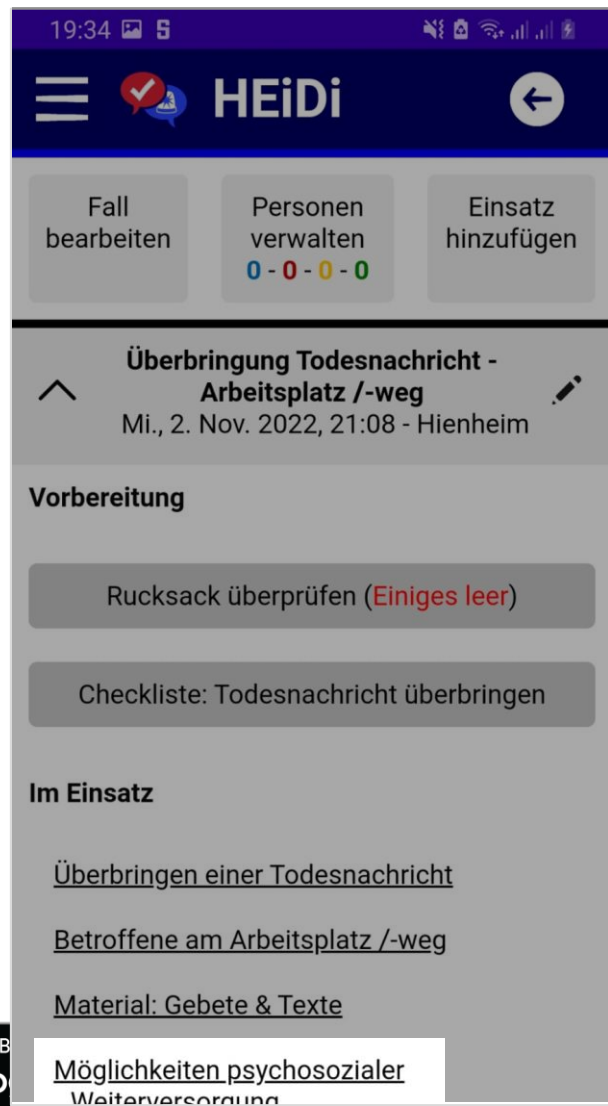 19:34
HEiDi
Fall
bearbeiten
Personen
verwalten
0 - 0 - 0 - 0
Einsatz
hinzufügen
Überbringung Todesnachricht -
Arbeitsplatz /-weg
Mi., 2. Nov. 2022, 21:08 - Hienheim
Vorbereitung
Rucksack überprüfen (Einiges leer)
Checkliste: Todesnachricht überbringen
Im Einsatz
Überbringen einer Todesnachricht
Betroffene am Arbeitsplatz /-weg
Material: Gebete & Texte
Möglichkeiten psychosozialer
Weiterversorgung